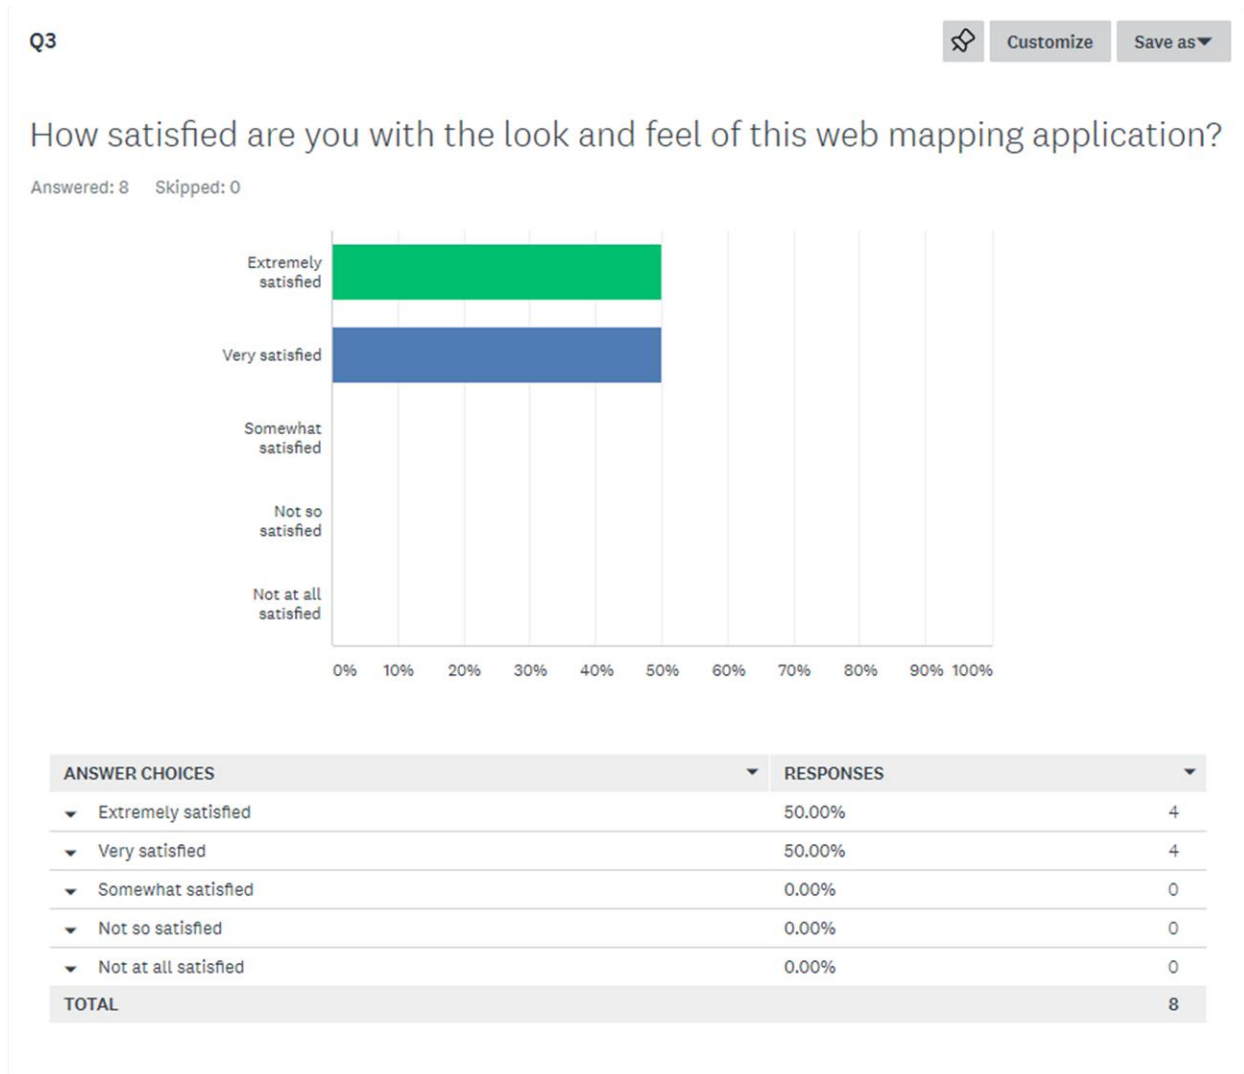 Q3
Customize
Save as
How satisfied are you with the look and feel of this web mapping application?
Answered: 8 Skipped: 0
Extremely
satisfied
Very satisfied
Somewhat
satisfied
Not so
satisfied
Not at all
satisfied
0% 10% 20% 30% 40% 50% 60% 70% 80% 90% 100%
ANSWER CHOICES RESPONSES
Extremely satisfied 50.00% 4
Very satisfied 50.00% 4
Somewhat satisfied 0.00% 0
Not so satisfied 0.00% 0
Not at all satisfied 0.00% 0
TOTAL 8